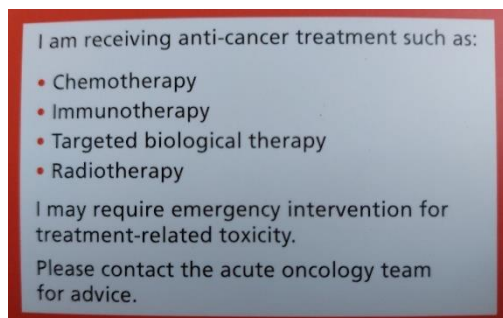 I am receiving anti-cancer treatment such as:
• Chemotherapy
• Immunotherapy
• Targeted biological therapy
• Radiotherapy
I may require emergency intervention for
treatment-related toxicity.
Please contact the acute oncology team
for advice.